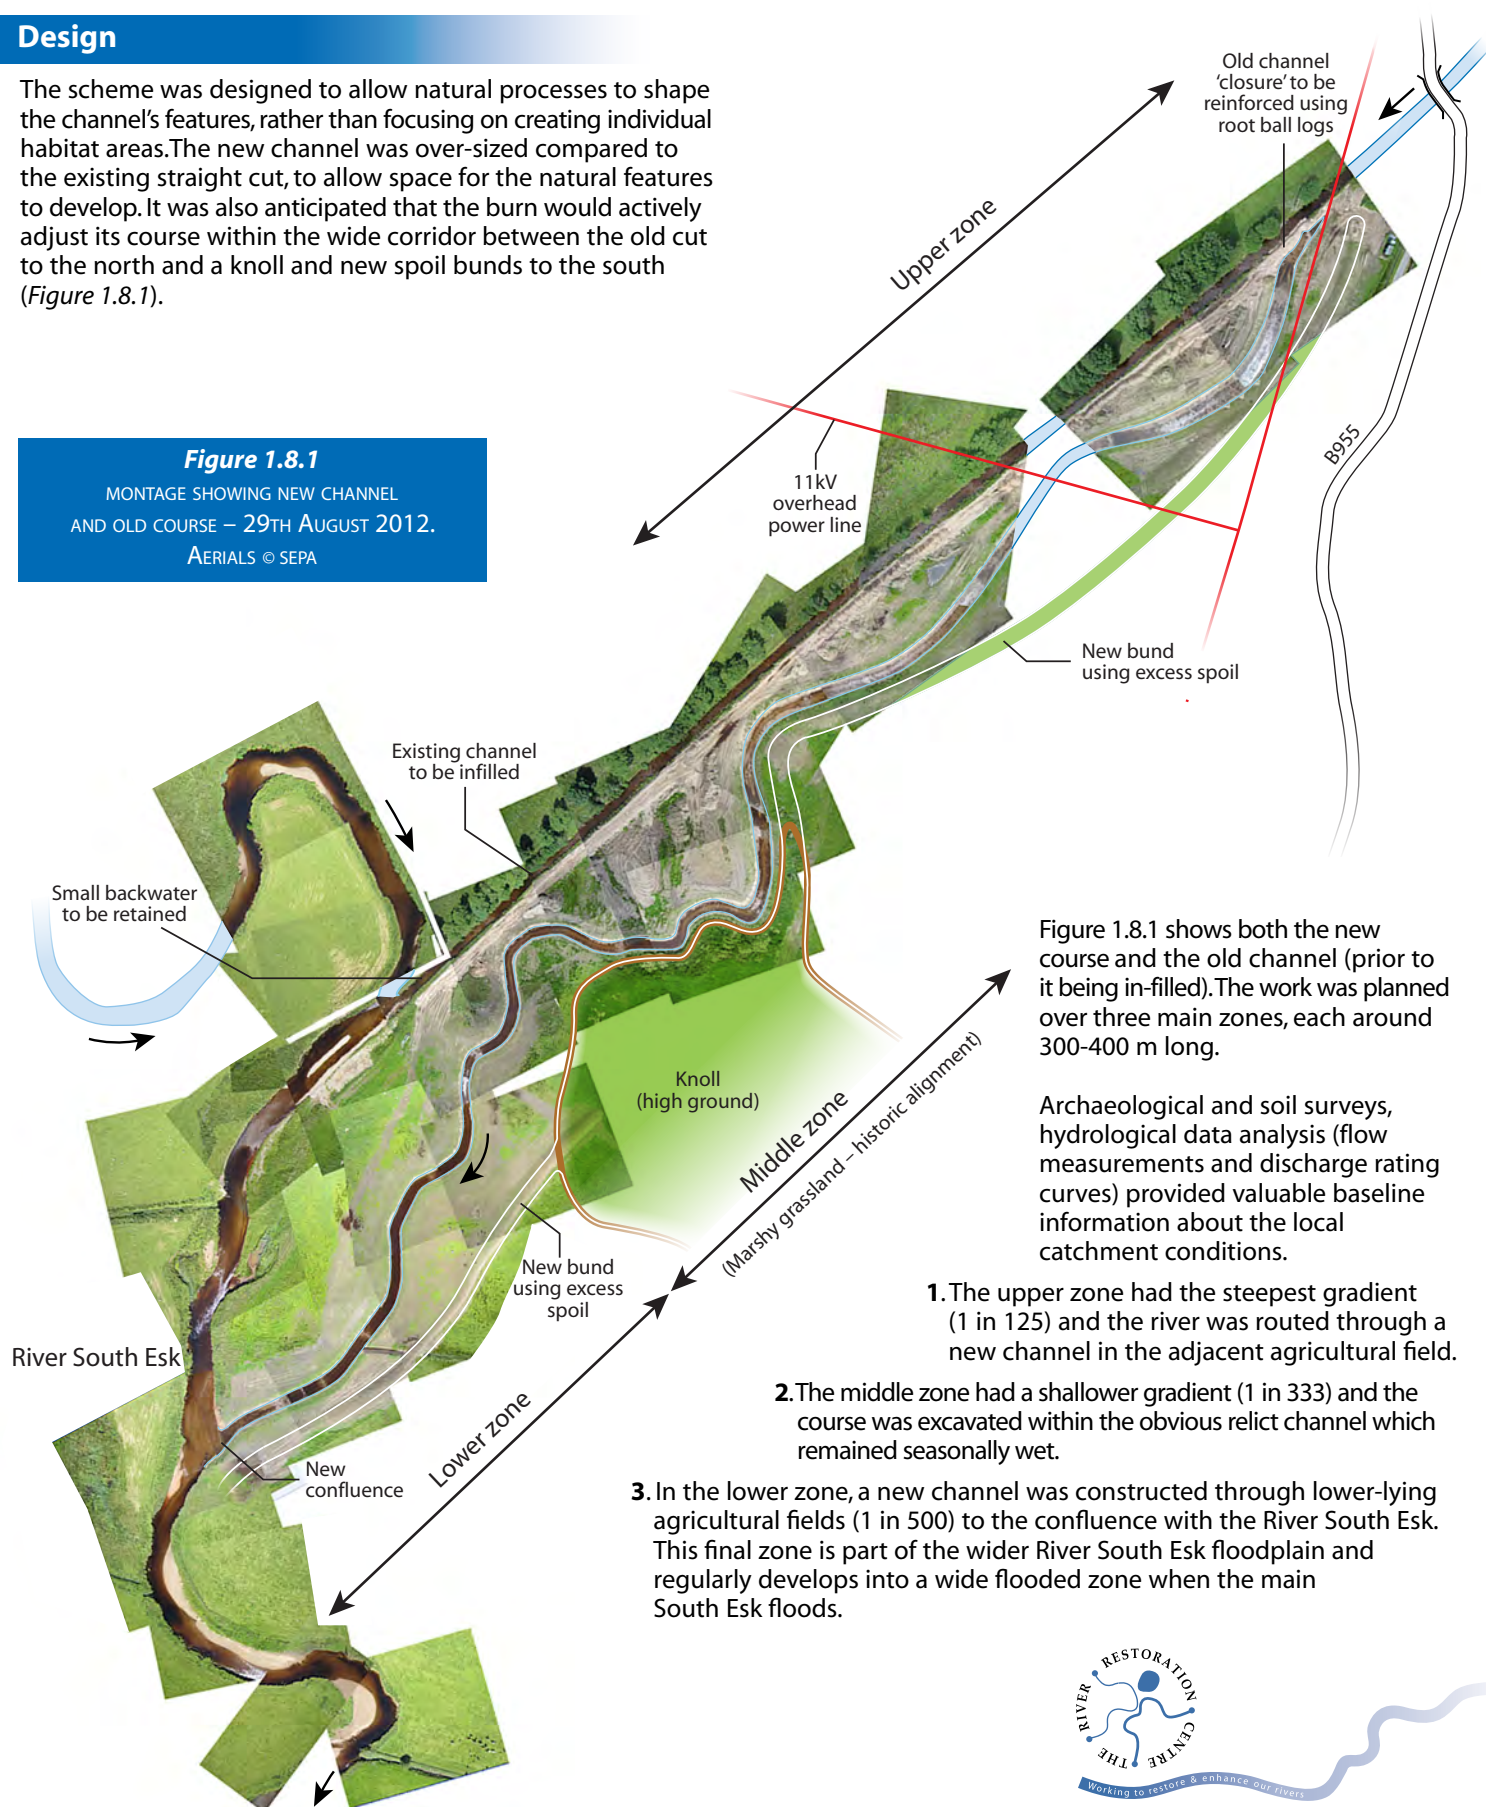 Design
The scheme was designed to allow natural processes to shape
the channel's features, rather than focusing on creating individual
habitat areas.The new channel was over-sized compared to
the existing straight cut, to allow space for the natural features
to develop. It was also anticipated that the burn would actively
adjust its course within the wide corridor between the old cut
to the north and a knoll and new spoil bunds to the south
(Figure 1.8.1).
Figure 1.8.1
MONTAGE SHOWING NEW CHANNEL
AND OLD COURSE – 29TH AUGUST 2012.
AERIALS © SEPA
Old channel
'closure' to be
reinforced using
root ball logs
Upper zone
11kV
overhead
power line
B955
New bund
using excess spoil
Existing channel
to be infilled
Small backwater
to be retained
Knoll
(high ground)
Middle zone
(Marshy grassland – historic alignment)
New bund
using excess
spoil
River South Esk
New
confluence
Lower zone
Figure 1.8.1 shows both the new
course and the old channel (prior to
it being in-filled).The work was planned
over three main zones, each around
300-400 m long.
Archaeological and soil surveys,
hydrological data analysis (flow
measurements and discharge rating
curves) provided valuable baseline
information about the local
catchment conditions.
1. The upper zone had the steepest gradient
(1 in 125) and the river was routed through a
new channel in the adjacent agricultural field.
2. The middle zone had a shallower gradient (1 in 333) and the
course was excavated within the obvious relict channel which
remained seasonally wet.
3. In the lower zone, a new channel was constructed through lower-lying
agricultural fields (1 in 500) to the confluence with the River South Esk.
This final zone is part of the wider River South Esk floodplain and
regularly develops into a wide flooded zone when the main
South Esk floods.
THE RIVER RESTORATION CENTRE
Working to restore & enhance our rivers